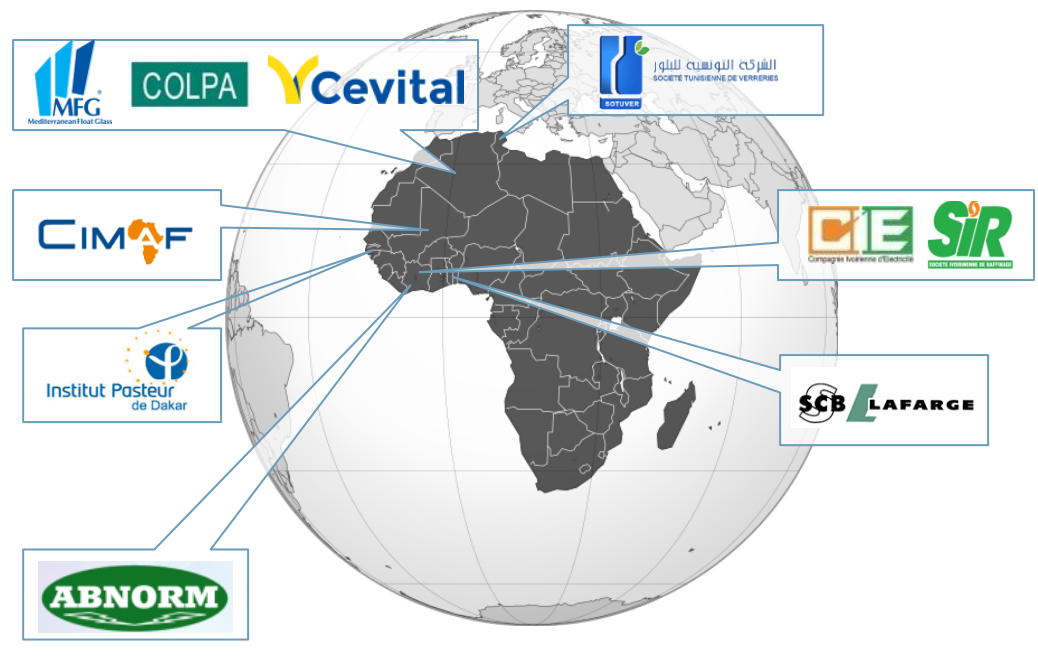 MFG
Mediterranean Float Glass
COLPA
Cevital
الشركة التونسية للبلور
SOCIETE TUNISIENNE DE VERRERIES
SOTUVER
CIMAF
CIE
Compagnies Ivoirienne d'Electricité
SIR
SOCIETE IVOIRIENNE DE RAFFINAGE
Institut Pasteur
de Dakar
SCB LAFARGE
ABNORM